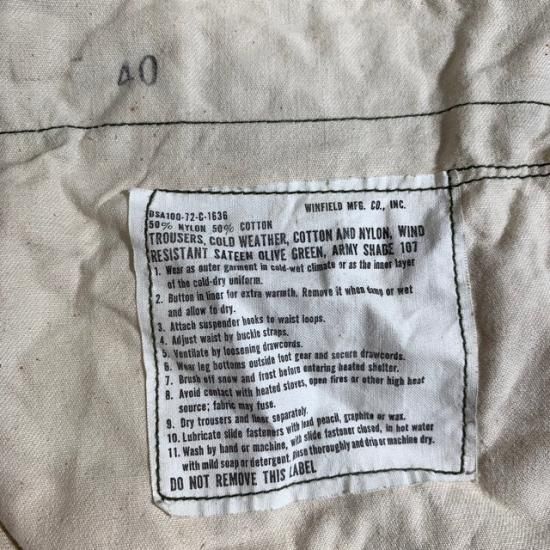 40
DSA100-72-C-1636 WINFIELD MFG. CO., INC.
50% NYLON 50% COTTON
TROUSERS, COLD WEATHER, COTTON AND NYLON, WIND
RESISTANT SATEEN OLIVE GREEN, ARMY SHADE 107
1. Wear as outer garment in cold-wet climate or as the inner layer
of the cold-dry uniform.
2. Button in liner for extra warmth. Remove it when damp or wet
and allow to dry.
3. Attach suspender hooks to waist loops.
4. Adjust waist by buckle straps.
5. Ventilate by loosening drawcords.
6. Wear leg bottoms outside foot gear and secure drawcords.
7. Brush off snow and frost before entering heated shelter.
8. Avoid contact with heated stoves, open fires or other high heat
source; fabric may fuse.
9. Dry trousers and liner separately.
10. Lubricate slide fasteners with lead pencil, graphite or wax.
11. Wash by hand or machine, with slide fastener closed, in hot water
with mild soap or detergent. Rinse thoroughly and drip or machine dry.
DO NOT REMOVE THIS LABEL